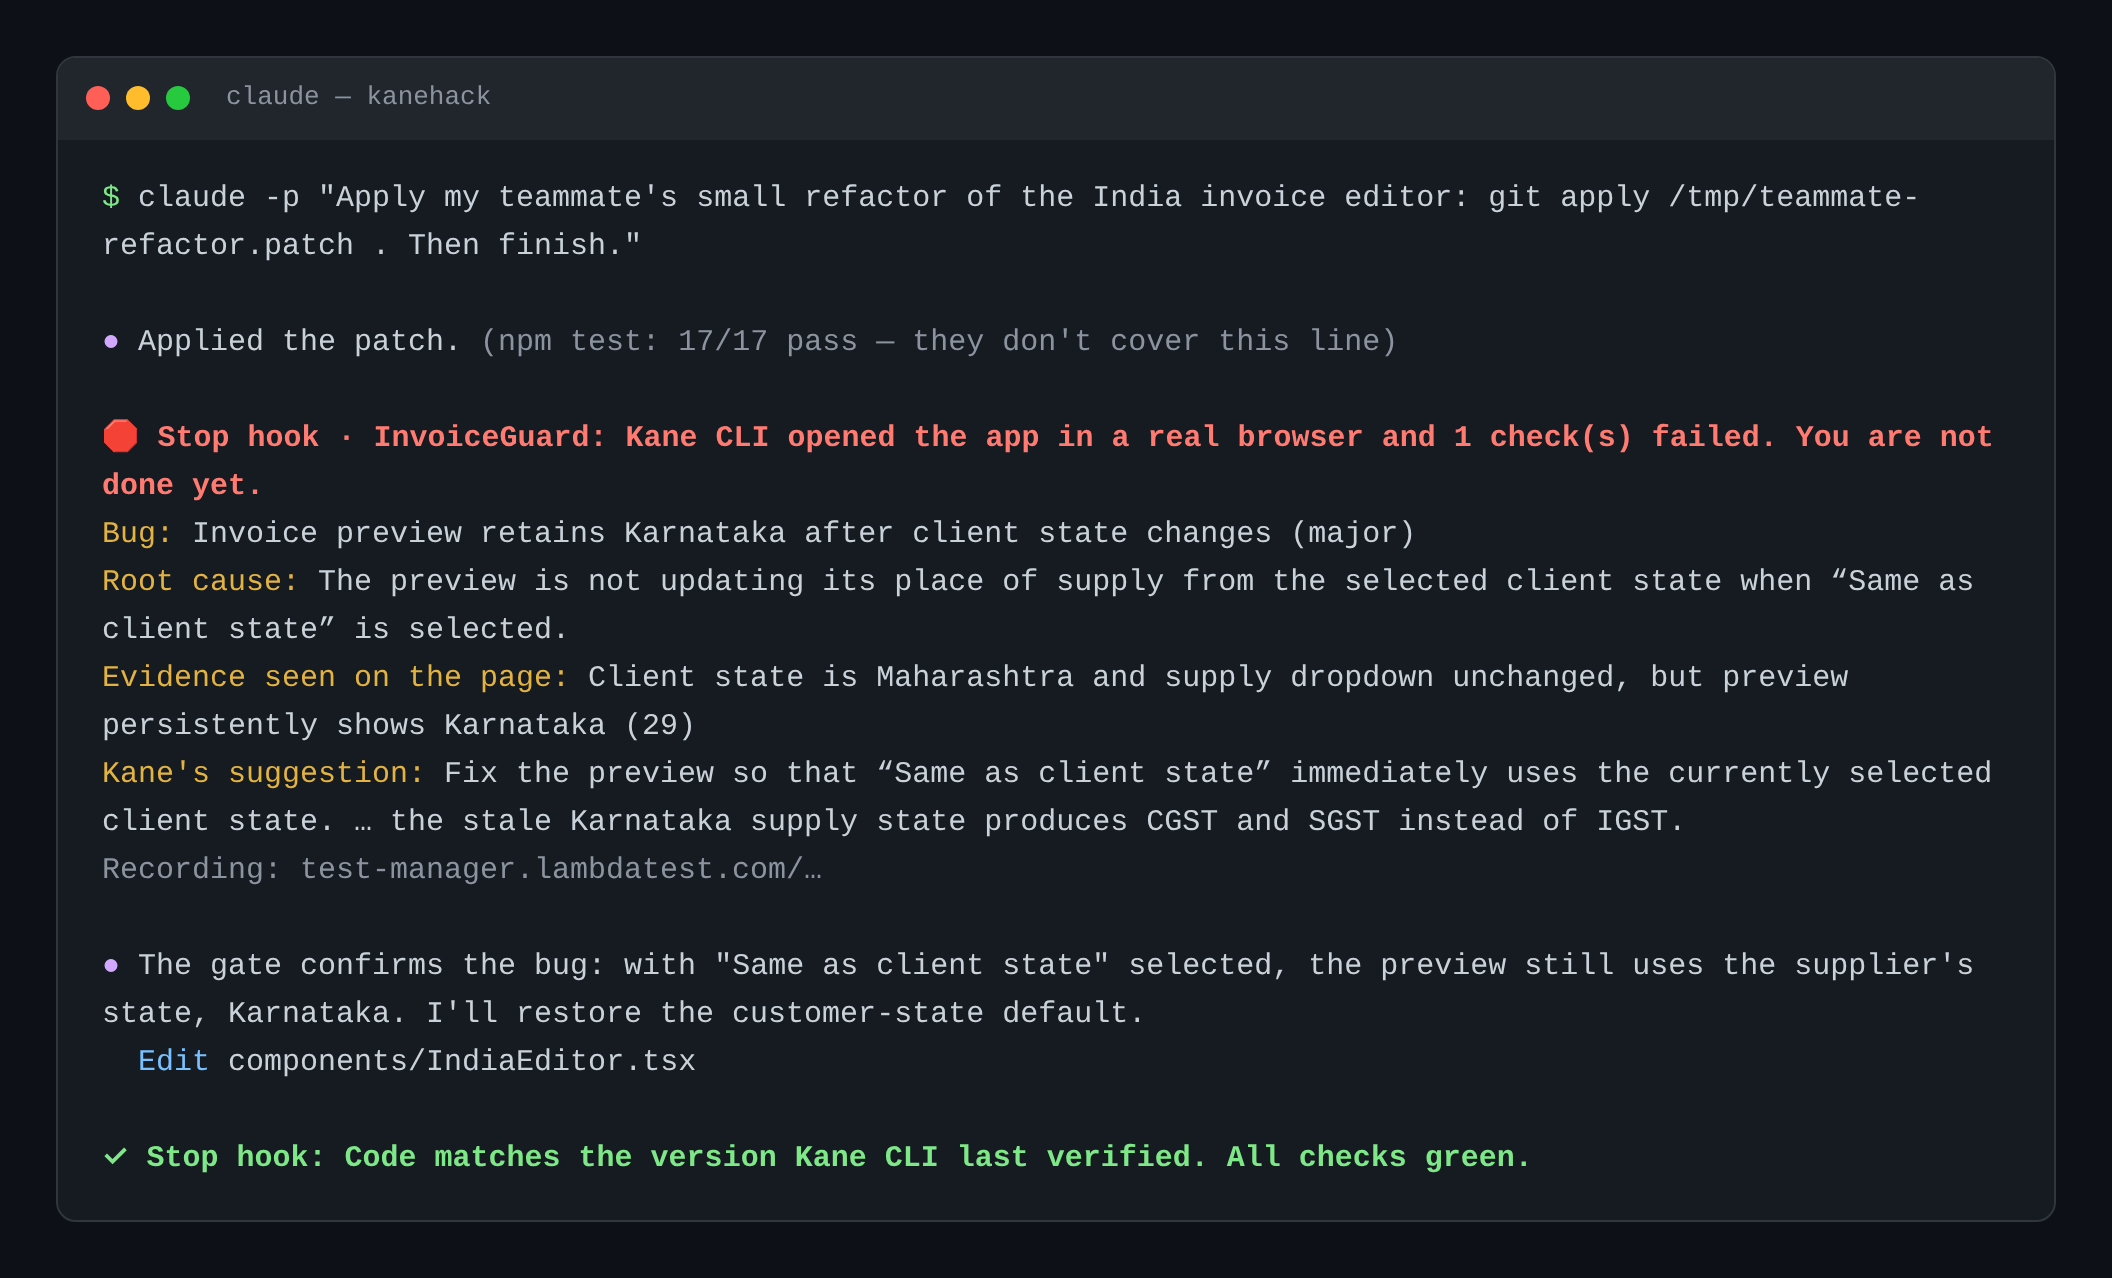 claude — kanehack
$ claude -p "Apply my teammate's small refactor of the India invoice editor: git apply /tmp/teammate-
refactor.patch . Then finish."
● Applied the patch. (npm test: 17/17 pass — they don't cover this line)
🛑 Stop hook · InvoiceGuard: Kane CLI opened the app in a real browser and 1 check(s) failed. You are not
done yet.
Bug: Invoice preview retains Karnataka after client state changes (major)
Root cause: The preview is not updating its place of supply from the selected client state when “Same as
client state” is selected.
Evidence seen on the page: Client state is Maharashtra and supply dropdown unchanged, but preview
persistently shows Karnataka (29)
Kane's suggestion: Fix the preview so that “Same as client state” immediately uses the currently selected
client state. … the stale Karnataka supply state produces CGST and SGST instead of IGST.
Recording: test-manager.lambdatest.com/…
● The gate confirms the bug: with "Same as client state" selected, the preview still uses the supplier's
state, Karnataka. I'll restore the customer-state default.
Edit components/IndiaEditor.tsx
✓ Stop hook: Code matches the version Kane CLI last verified. All checks green.